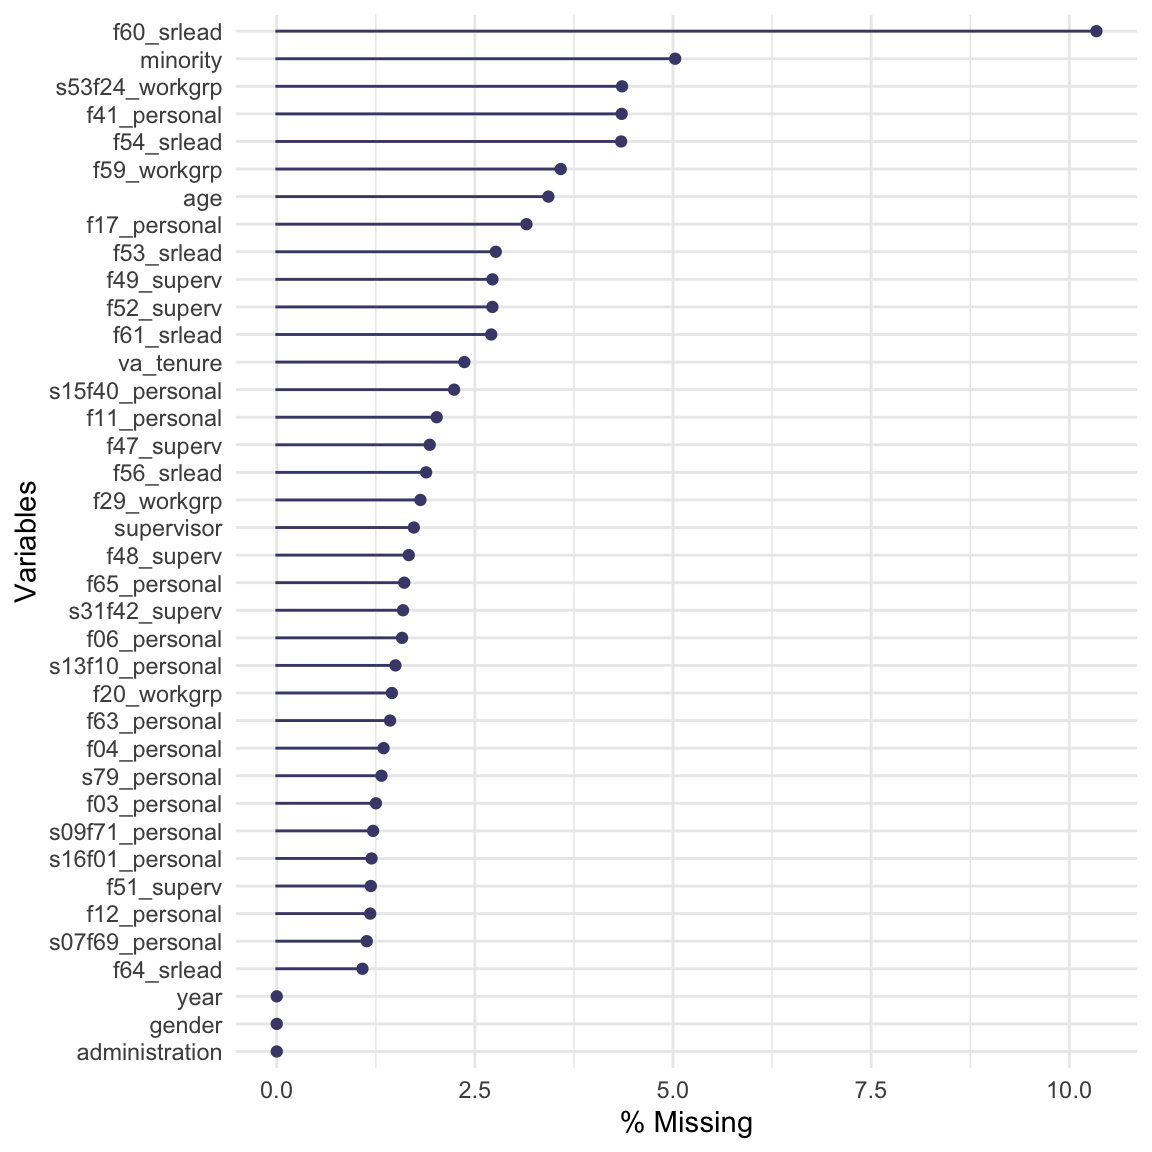 f60_srlead
minority
s53f24_workgrp
f41_personal
f54_srlead
f59_workgrp
age
f17_personal
f53_srlead
f49_superv
f52_superv
f61_srlead
va_tenure
s15f40_personal
f11_personal
f47_superv
f56_srlead
f29_workgrp
supervisor
f48_superv
f65_personal
s31f42_superv
f06_personal
s13f10_personal
f20_workgrp
f63_personal
f04_personal
s79_personal
f03_personal
s09f71_personal
s16f01_personal
f51_superv
f12_personal
s07f69_personal
f64_srlead
year
gender
administration
Variables
0.0 2.5 5.0 7.5 10.0
% Missing